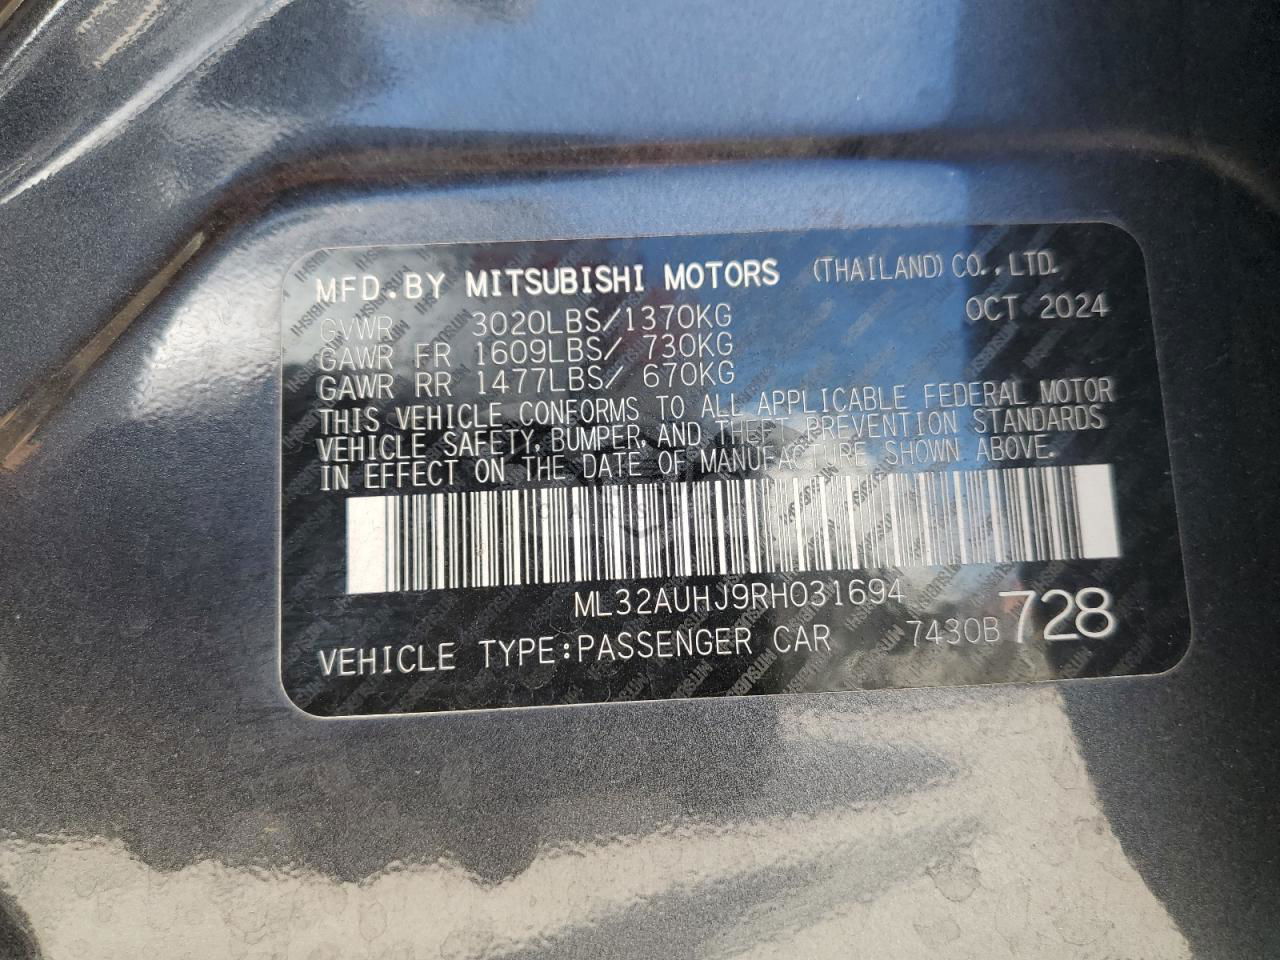 MFD.BY MITSUBISHI MOTORS (THAILAND) CO.,LTD.
GVWR 3020LBS/1370KG OCT 2024
GAWR FR 1609LBS/ 730KG
GAWR RR 1477LBS/ 670KG
THIS VEHICLE CONFORMS TO ALL APPLICABLE FEDERAL MOTOR
VEHICLE SAFETY, BUMPER, AND THEFT PREVENTION STANDARDS
IN EFFECT ON THE DATE OF MANUFACTURE SHOWN ABOVE.
ML32AUHJ9RH031694
VEHICLE TYPE:PASSENGER CAR 7430B 728